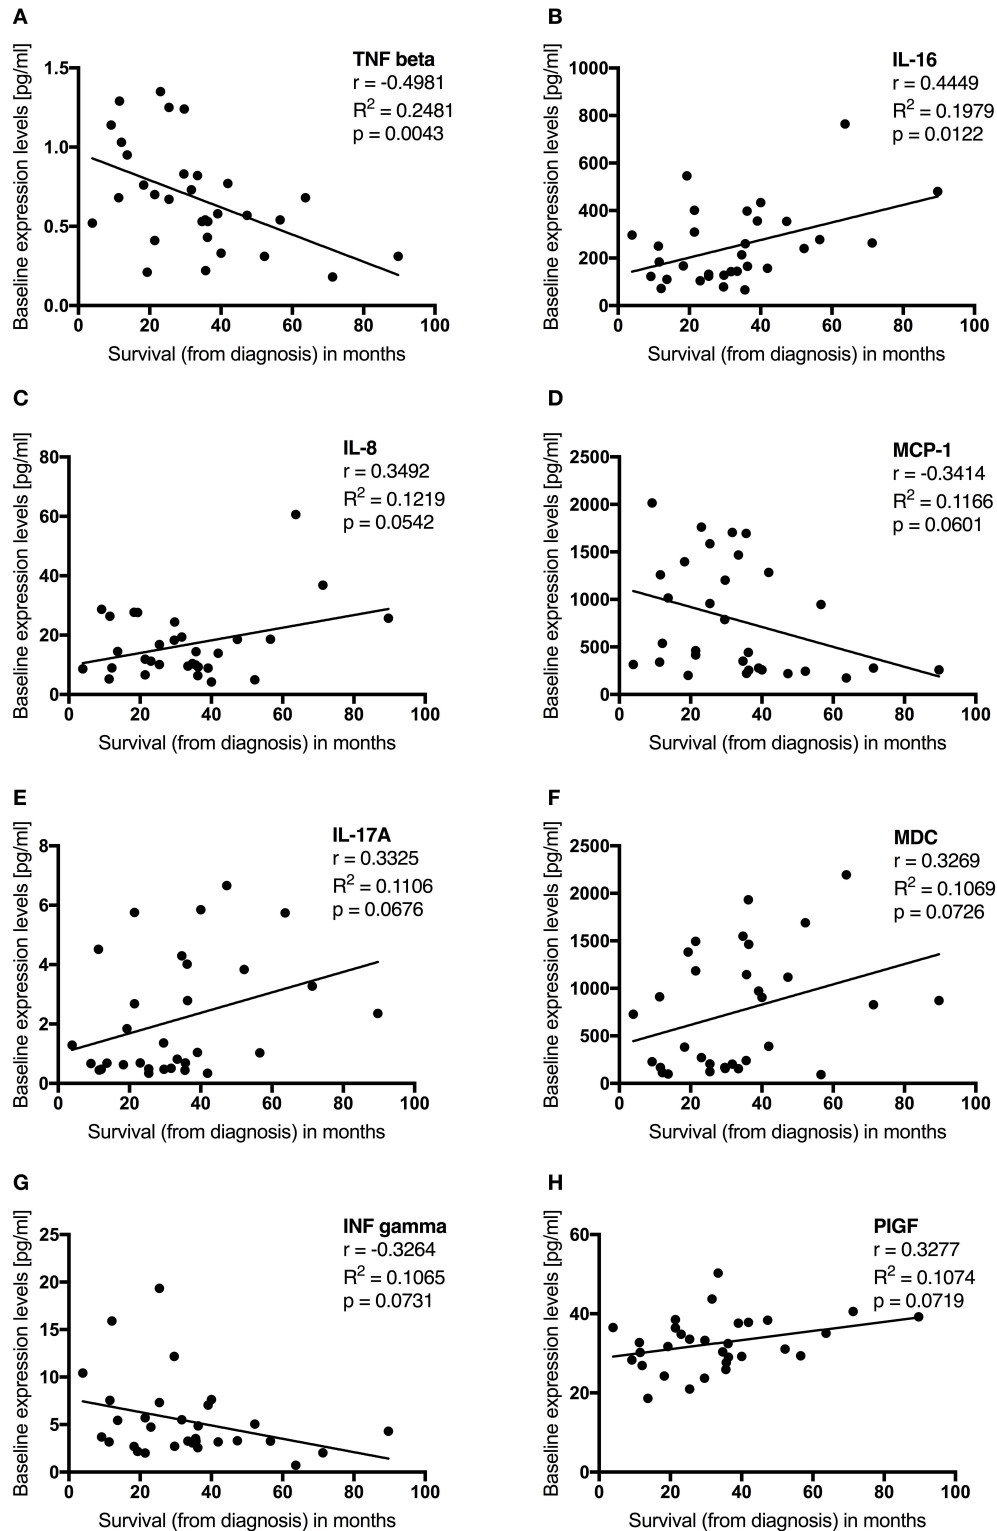 A
Baseline expression levels [pg/ml]
TNF beta
r = -0.4981
R2 = 0.2481
p = 0.0043
1.5
1.0
0.5
0.0
0 20 40 60 80 100
Survival (from diagnosis) in months
B
Baseline expression levels [pg/ml]
IL-16
r = 0.4449
R2 = 0.1979
p = 0.0122
1000
800
600
400
200
0
0 20 40 60 80 100
Survival (from diagnosis) in months
C
Baseline expression levels [pg/ml]
IL-8
r = 0.3492
R2 = 0.1219
p = 0.0542
80
60
40
20
0
0 20 40 60 80 100
Survival (from diagnosis) in months
D
Baseline expression levels [pg/ml]
MCP-1
r = -0.3414
R2 = 0.1166
p = 0.0601
2500
2000
1500
1000
500
0
0 20 40 60 80 100
Survival (from diagnosis) in months
E
Baseline expression levels [pg/ml]
IL-17A
r = 0.3325
R2 = 0.1106
p = 0.0676
8
6
4
2
0
0 20 40 60 80 100
Survival (from diagnosis) in months
F
Baseline expression levels [pg/ml]
MDC
r = 0.3269
R2 = 0.1069
p = 0.0726
2500
2000
1500
1000
500
0
0 20 40 60 80 100
Survival (from diagnosis) in months
G
Baseline expression levels [pg/ml]
INF gamma
r = -0.3264
R2 = 0.1065
p = 0.0731
25
20
15
10
5
0
0 20 40 60 80 100
Survival (from diagnosis) in months
H
Baseline expression levels [pg/ml]
PIGF
r = 0.3277
R2 = 0.1074
p = 0.0719
60
40
20
0
0 20 40 60 80 100
Survival (from diagnosis) in months